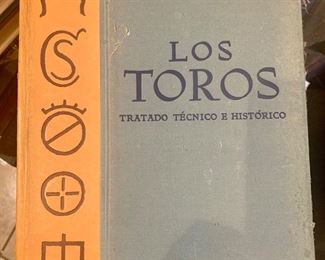 LOS
TOROS
TRATADO TÉCNICO E HISTÓRICO